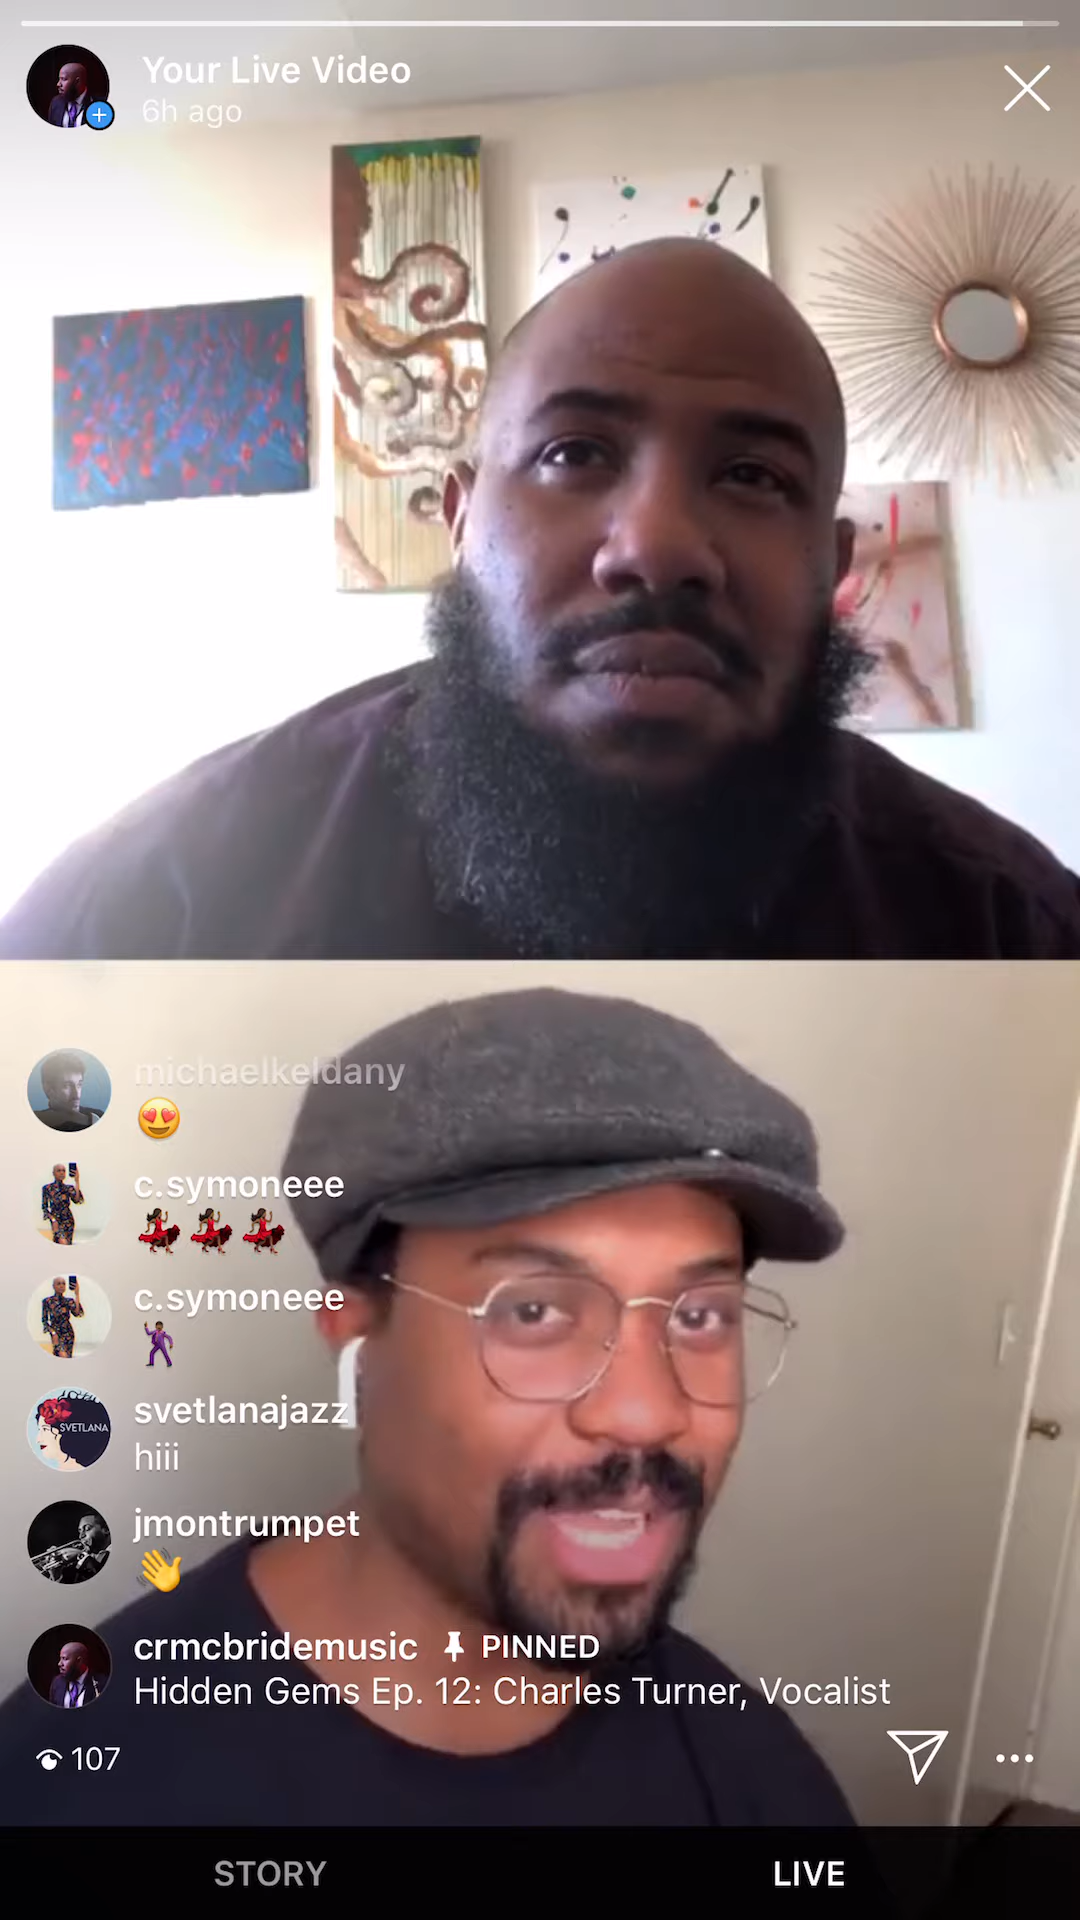 Your Live Video
6h ago
michaelkeldany
😍
c.symoneee
💃🏾💃🏾💃🏾
c.symoneee
🕺🏾
SVETLANA
svetlanajazz
hiii
jmontrumpet
👋
crmcbridemusic PINNED
Hidden Gems Ep. 12: Charles Turner, Vocalist
107
STORY LIVE